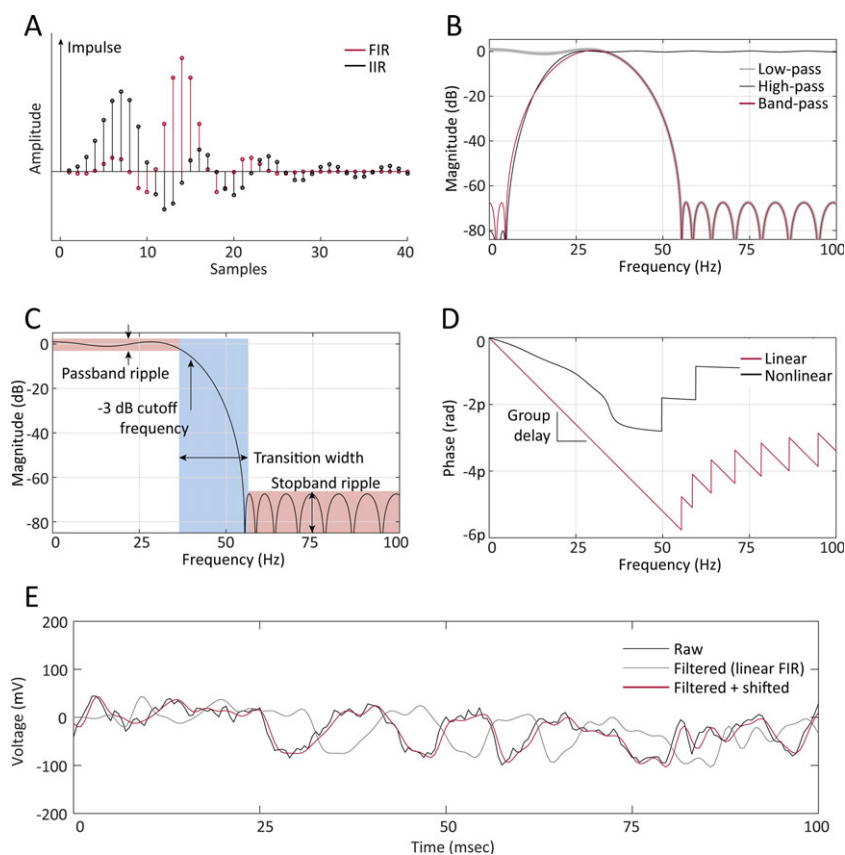 A
Impulse
FIR
IIR
Amplitude
0
10
20
30
40
Samples
B
0
-20
-40
-60
-80
Magnitude (dB)
Low-pass
High-pass
Band-pass
0
25
50
75
100
Frequency (Hz)
C
0
-20
-40
-60
-80
Magnitude (dB)
Passband ripple
-3 dB cutoff
frequency
Transition width
Stopband ripple
0
25
50
75
100
Frequency (Hz)
D
0
-2p
-4p
-6p
Phase (rad)
Linear
Nonlinear
Group
delay
0
25
50
75
100
Frequency (Hz)
E
200
100
0
-100
-200
Voltage (mV)
Raw
Filtered (linear FIR)
Filtered + shifted
0
25
50
75
100
Time (msec)